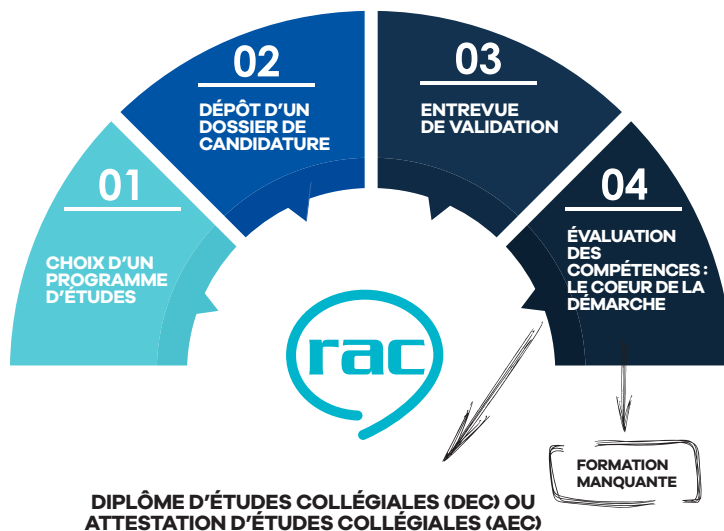 01
CHOIX D'UN
PROGRAMME
D'ÉTUDES
02
DÉPÔT D'UN
DOSSIER DE
CANDIDATURE
03
ENTREVUE
DE VALIDATION
04
ÉVALUATION
DES
COMPÉTENCES :
LE COEUR DE LA
DÉMARCHE
rac
FORMATION
MANQUANTE
DIPLÔME D'ÉTUDES COLLÉGIALES (DEC) OU
ATTESTATION D'ÉTUDES COLLÉGIALES (AEC)